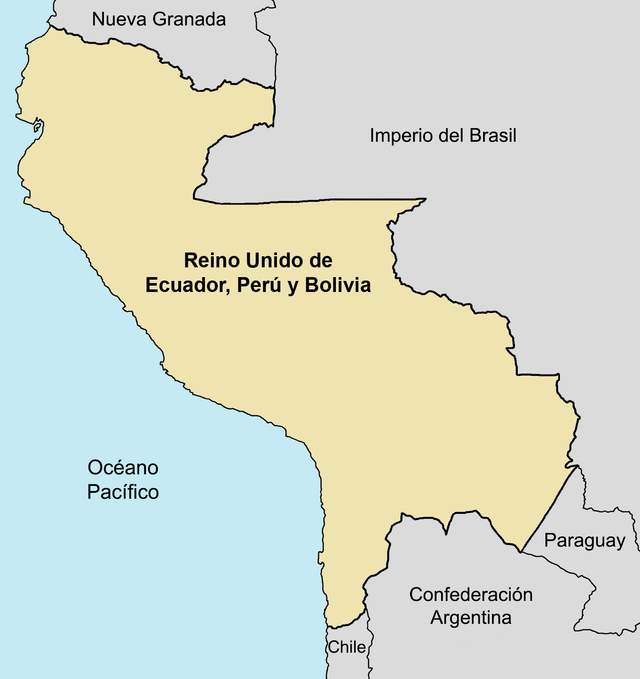 Nueva Granada
Imperio del Brasil
Reino Unido de
Ecuador, Perú y Bolivia
Océano
Pacífico
Paraguay
Confederación
Argentina
Chile